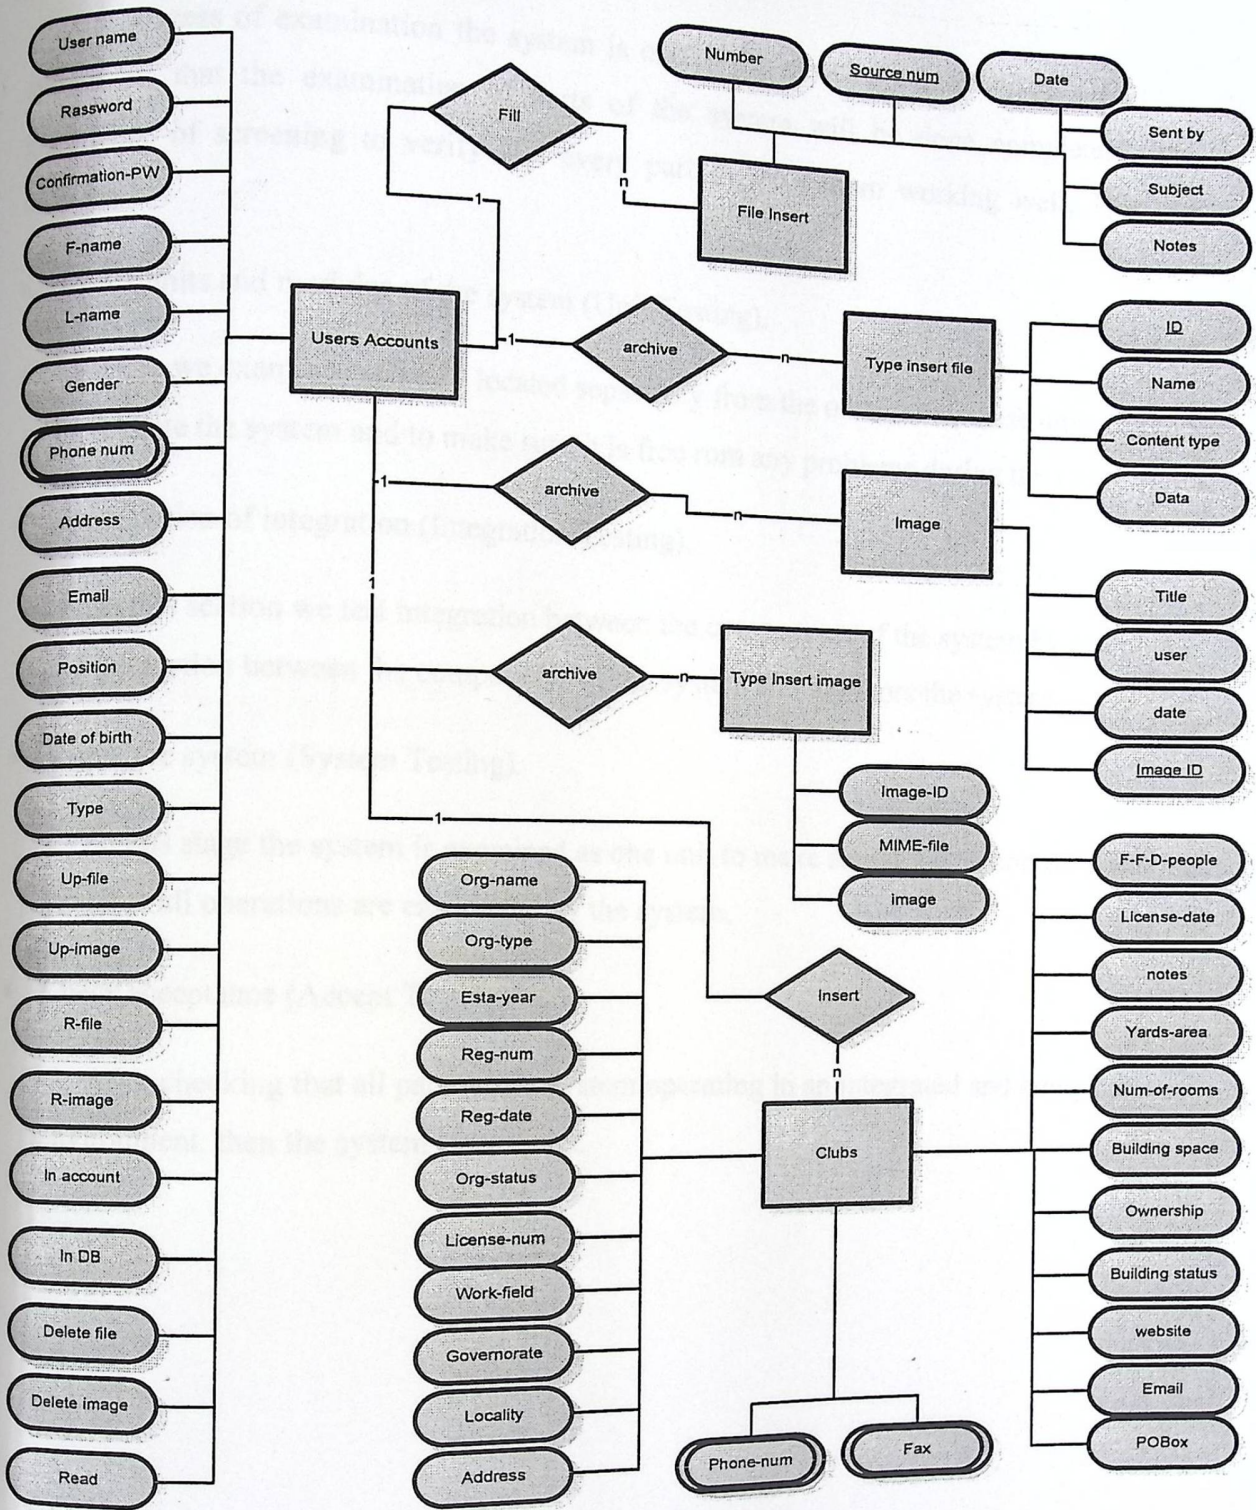 User name
Rassword
Confirmation-PW
F-name
L-name
Gender
Phone num
Address
Email
Position
Date of birth
Type
Up-file
Up-image
R-file
R-image
In account
In DB
Delete file
Delete image
Read
Users Accounts
Fill
1
n
File Insert
Number
Source num
Date
Sent by
Subject
Notes
1
archive
n
Type insert file
ID
Name
Content type
Data
1
archive
n
Image
Title
user
date
Image ID
1
archive
n
Type Insert image
Image-ID
MIME-file
image
1
Insert
n
Clubs
Org-name
Org-type
Esta-year
Reg-num
Reg-date
Org-status
License-num
Work-field
Governorate
Locality
Address
Phone-num
Fax
F-F-D-people
License-date
notes
Yards-area
Num-of-rooms
Building space
Ownership
Building status
website
Email
POBox